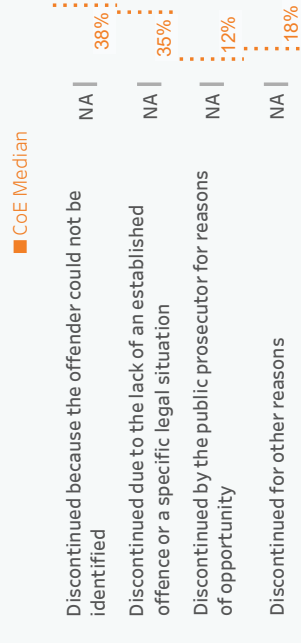 CoE Median
Discontinued because the offender could not be
identified
NA
38%
Discontinued due to the lack of an established
offence or a specific legal situation
NA
35%
Discontinued by the public prosecutor for reasons
of opportunity
NA
12%
Discontinued for other reasons
NA
18%